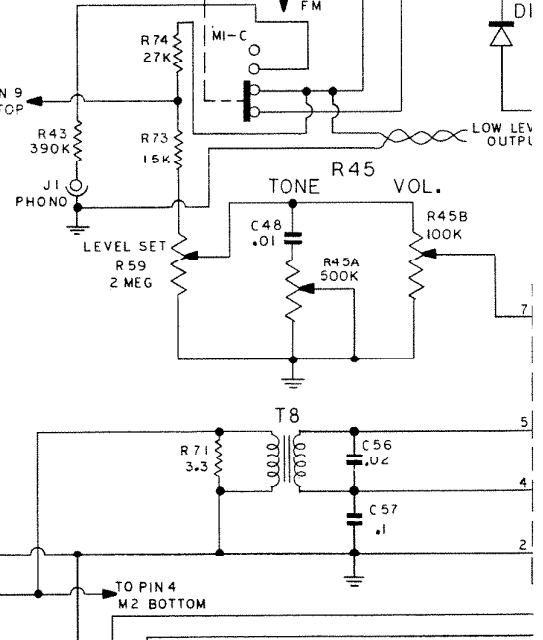 FM
DI
R74
27K
M1-C
N 9
TOP
R43
390K
R73
15K
LOW LEV
OUTPU
J1
PHONO
R45
TONE VOL.
C48
.01
R45B
100K
LEVEL SET
R59
2 MEG
R45A
500K
7
T8
5
R71
3.3
C56
.02
4
C57
.1
2
TO PIN 4
M2 BOTTOM